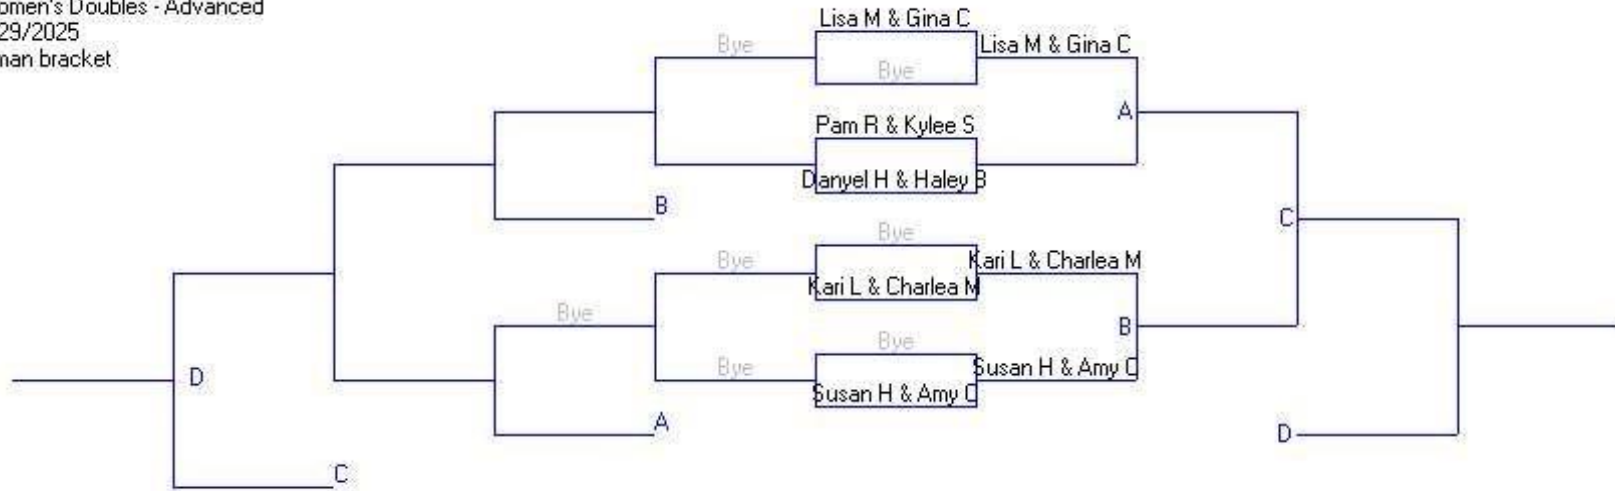 omen's Doubles - Advanced
29/2025
man bracket
Lisa M & Gina C
Bye
Lisa M & Gina C
Bye
A
Pam R & Kylee S
Danyel H & Haley B
B
C
Bye
Bye
Kari L & Charlea M
Kari L & Charlea M
Bye
B
Bye
Bye
Susan H & Amy C
Susan H & Amy C
D
A
D
C